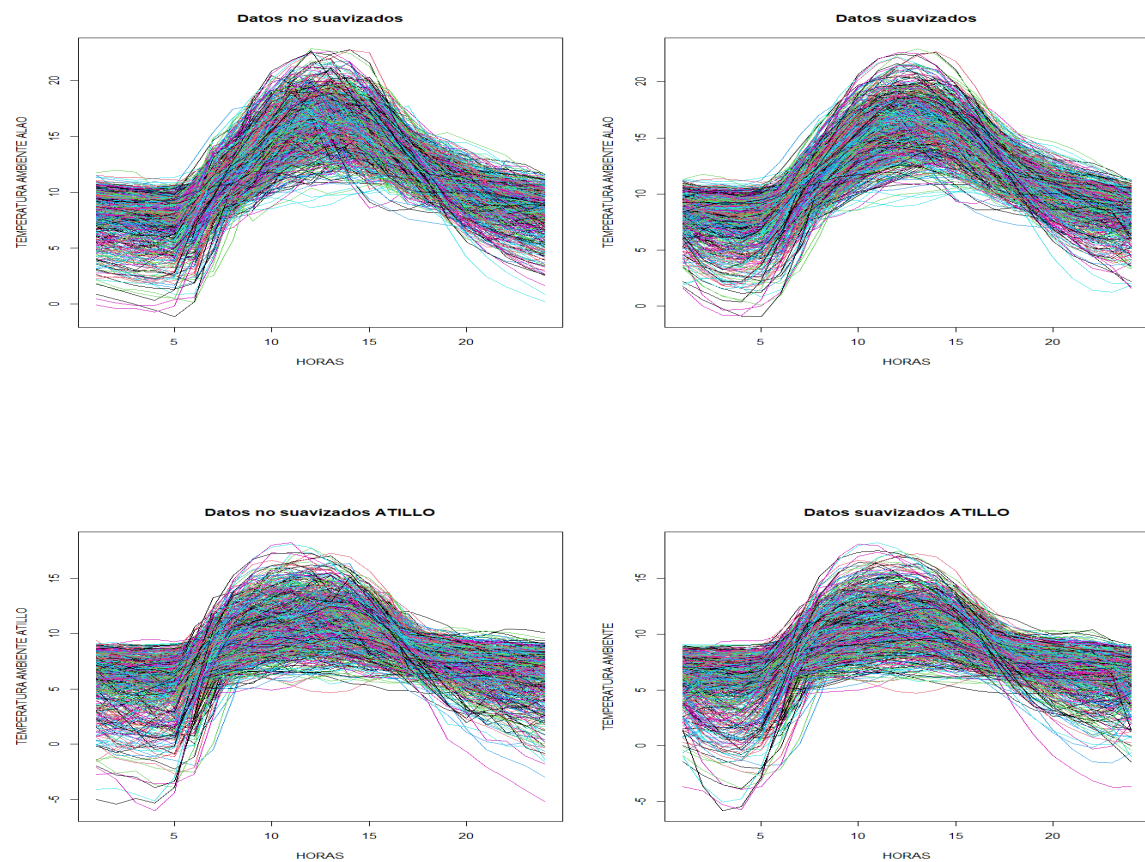 Datos no suavizados
TEMPERATURA AMBIENTE ALAO
0 5 10 15 20
5 10 15 20
HORAS
Datos suavizados
TEMPERATURA AMBIENTE ALAO
0 5 10 15 20
5 10 15 20
HORAS
Datos no suavizados ATILLO
TEMPERATURA AMBIENTE ATILLO
-5 0 5 10 15
5 10 15 20
HORAS
Datos suavizados ATILLO
TEMPERATURA AMBIENTE
-5 0 5 10 15
5 10 15 20
HORAS